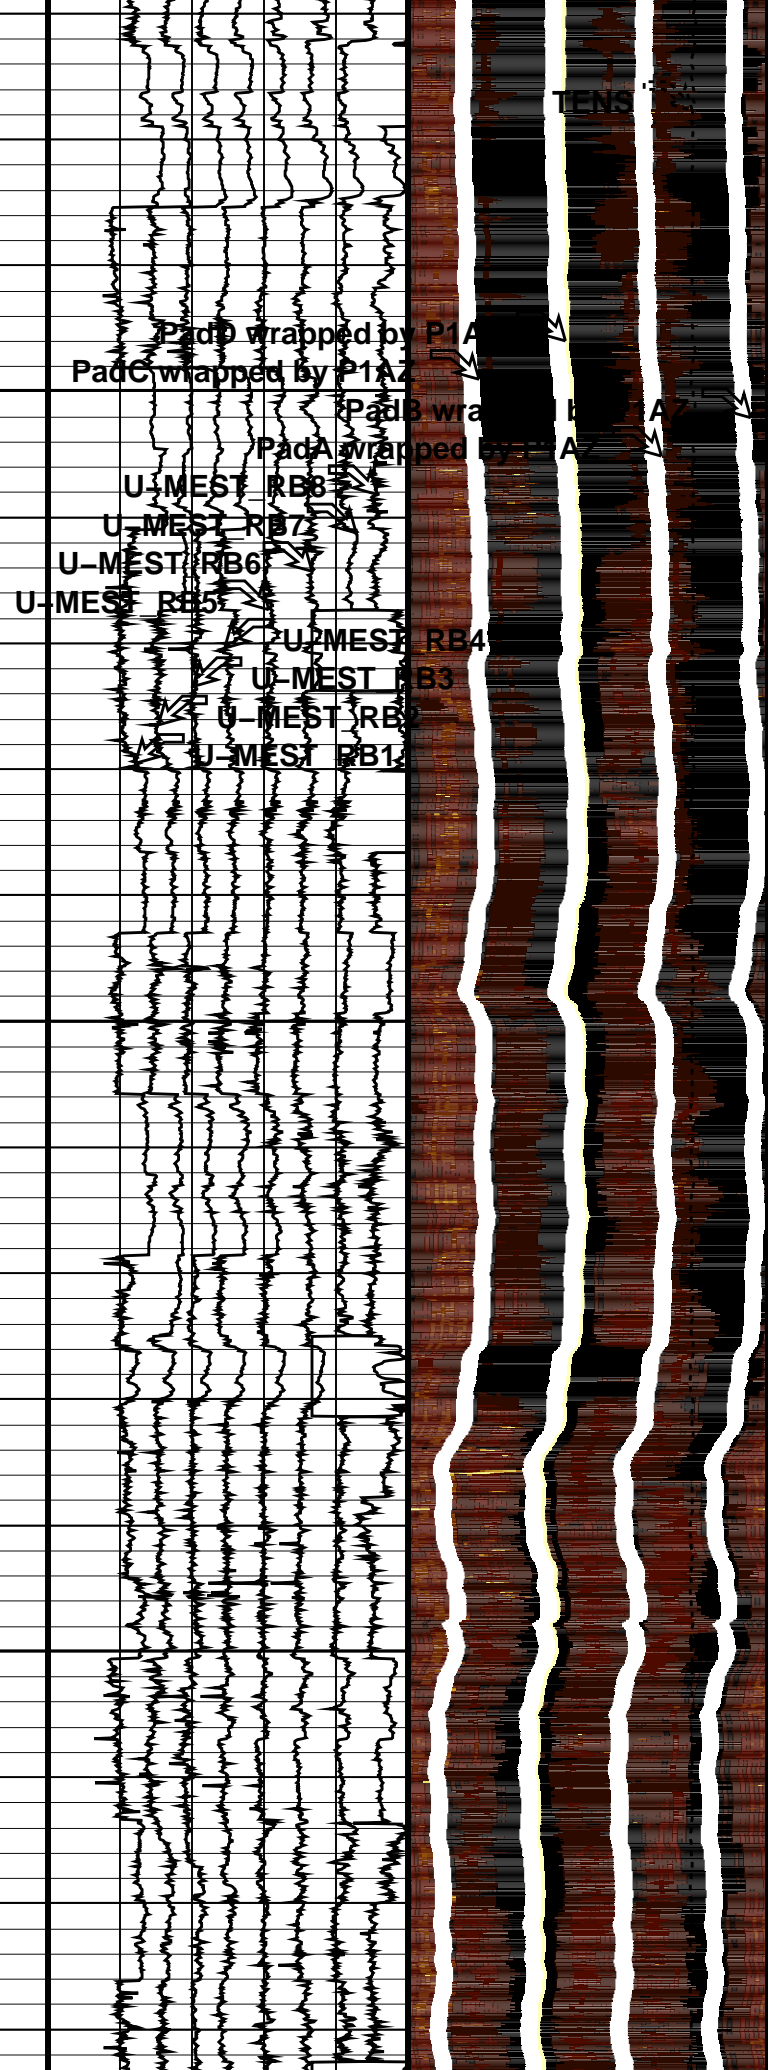 TENS
PadD wrapped by P1AZ
PadC wrapped by P1AZ
PadB wrapped by P1AZ
PadA wrapped by P1AZ
U-MEST_RB8
U-MEST_RB7
U-MEST_RB6
U-MEST_RB5
U-MEST_RB4
U-MEST_RB3
U-MEST_RB2
U-MEST_RB1